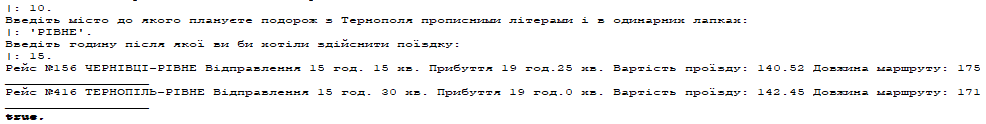 |: 10.
Введіть місто до якого плануєте подорож з Тернополя прописними літерами і в одинарних лапках:
|: 'РІВНЕ'.
Введіть годину після якої ви би хотіли здійснити поїздку:
|: 15.
Рейс №156 ЧЕРНІВЦІ-РІВНЕ Відправлення 15 год. 15 хв. Прибуття 19 год.25 хв. Вартість проїзду: 140.52 Довжина маршруту: 175
Рейс №416 ТЕРНОПІЛЬ-РІВНЕ Відправлення 15 год. 30 хв. Прибуття 19 год.0 хв. Вартість проїзду: 142.45 Довжина маршруту: 171
true.